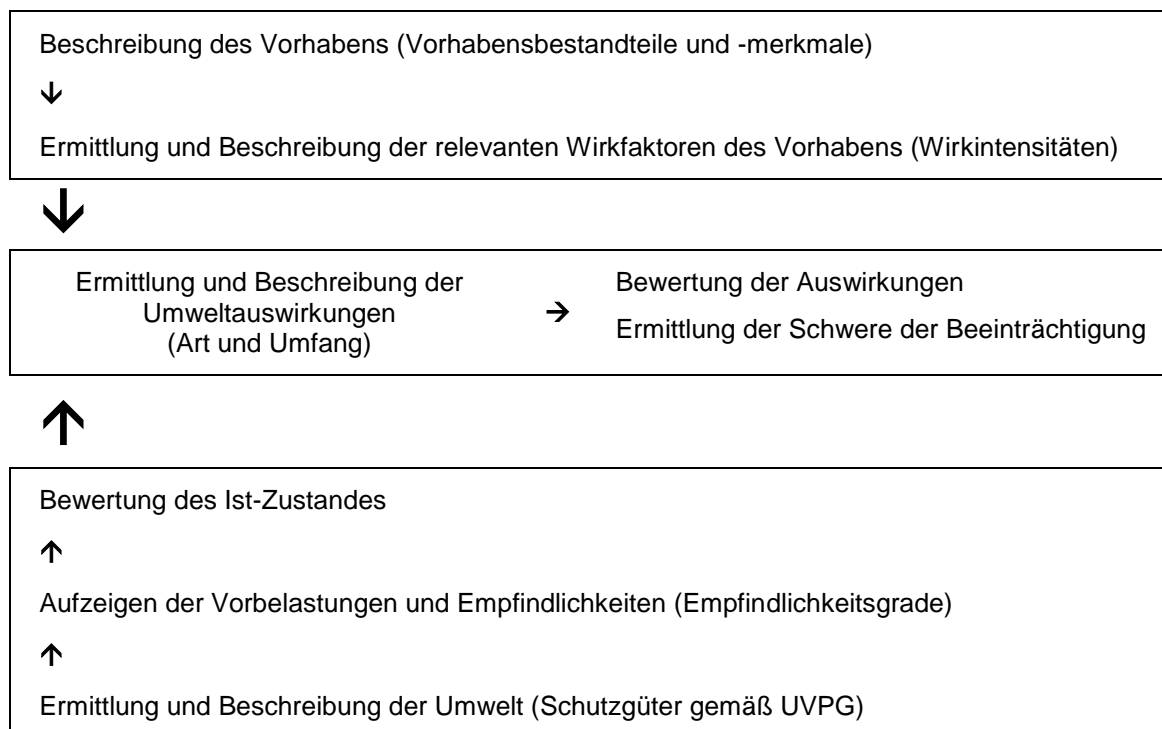 Beschreibung des Vorhabens (Vorhabensbestandteile und -merkmale)
↓
Ermittlung und Beschreibung der relevanten Wirkfaktoren des Vorhabens (Wirkintensitäten)
↓
Ermittlung und Beschreibung der
Umweltauswirkungen
(Art und Umfang)
→
Bewertung der Auswirkungen
Ermittlung der Schwere der Beeinträchtigung
↑
Bewertung des Ist-Zustandes
↑
Aufzeigen der Vorbelastungen und Empfindlichkeiten (Empfindlichkeitsgrade)
↑
Ermittlung und Beschreibung der Umwelt (Schutzgüter gemäß UVPG)